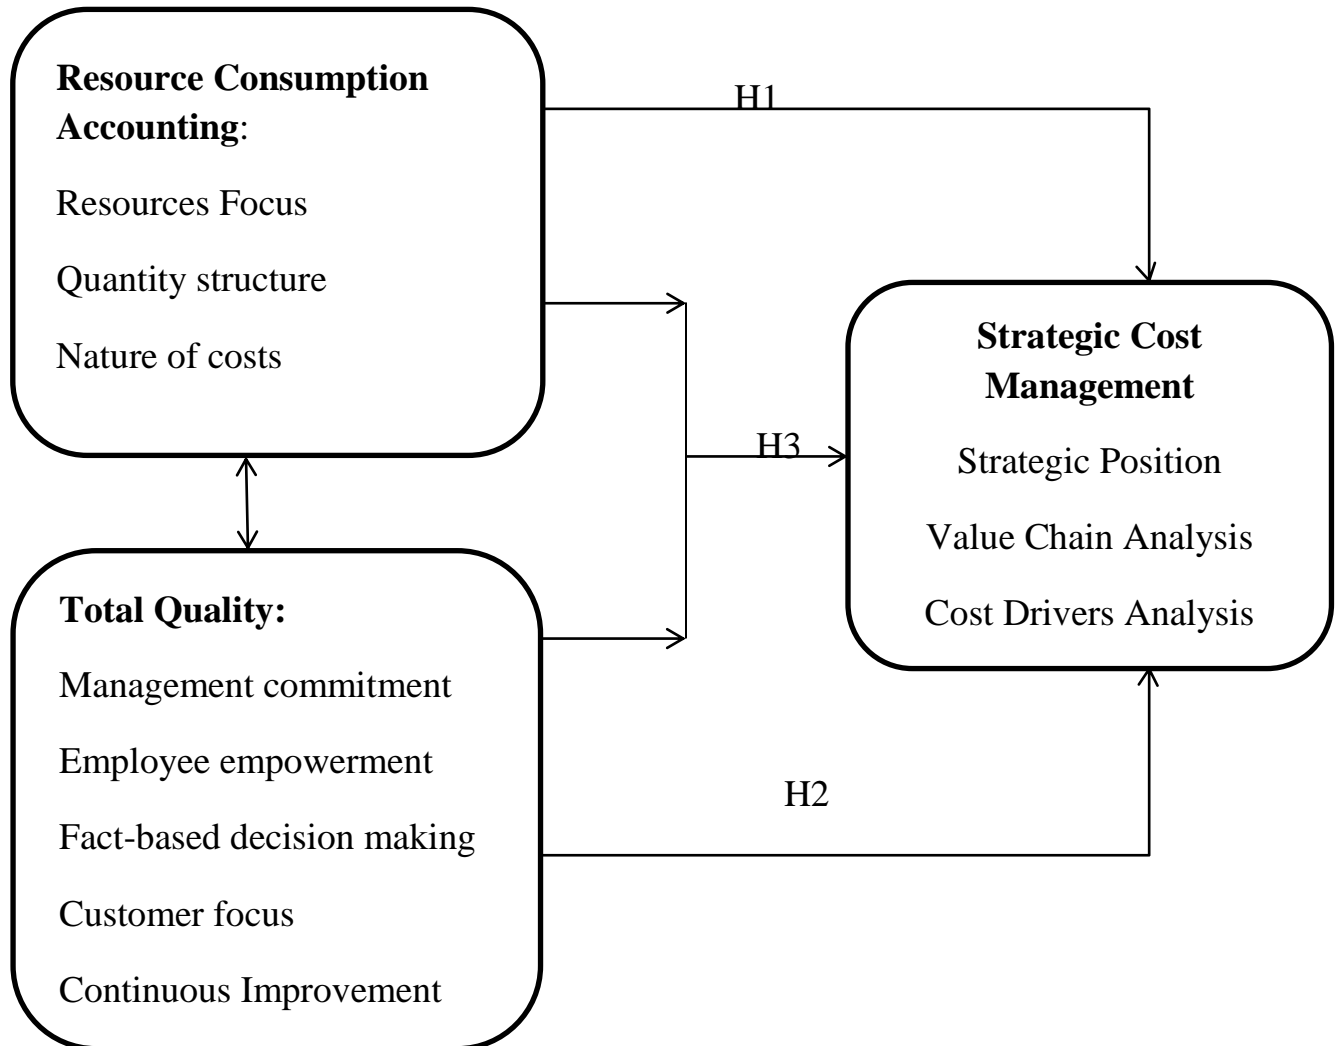 Resource Consumption
Accounting:
Resources Focus
Quantity structure
Nature of costs
H1
H3
Strategic Cost
Management
Strategic Position
Value Chain Analysis
Cost Drivers Analysis
Total Quality:
Management commitment
Employee empowerment
Fact-based decision making
Customer focus
Continuous Improvement
H2